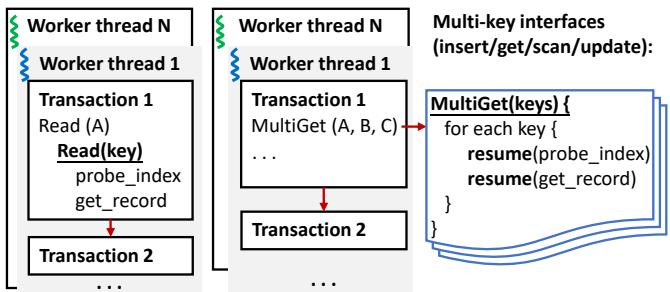 Worker thread N
Worker thread 1
Transaction 1
Read (A)
Read(key)
probe_index
get_record
Transaction 2
...
Worker thread N
Worker thread 1
Transaction 1
MultiGet (A, B, C)
...
Transaction 2
...
Multi-key interfaces
(insert/get/scan/update):
MultiGet(keys) {
for each key {
resume(probe_index)
resume(get_record)
}
}